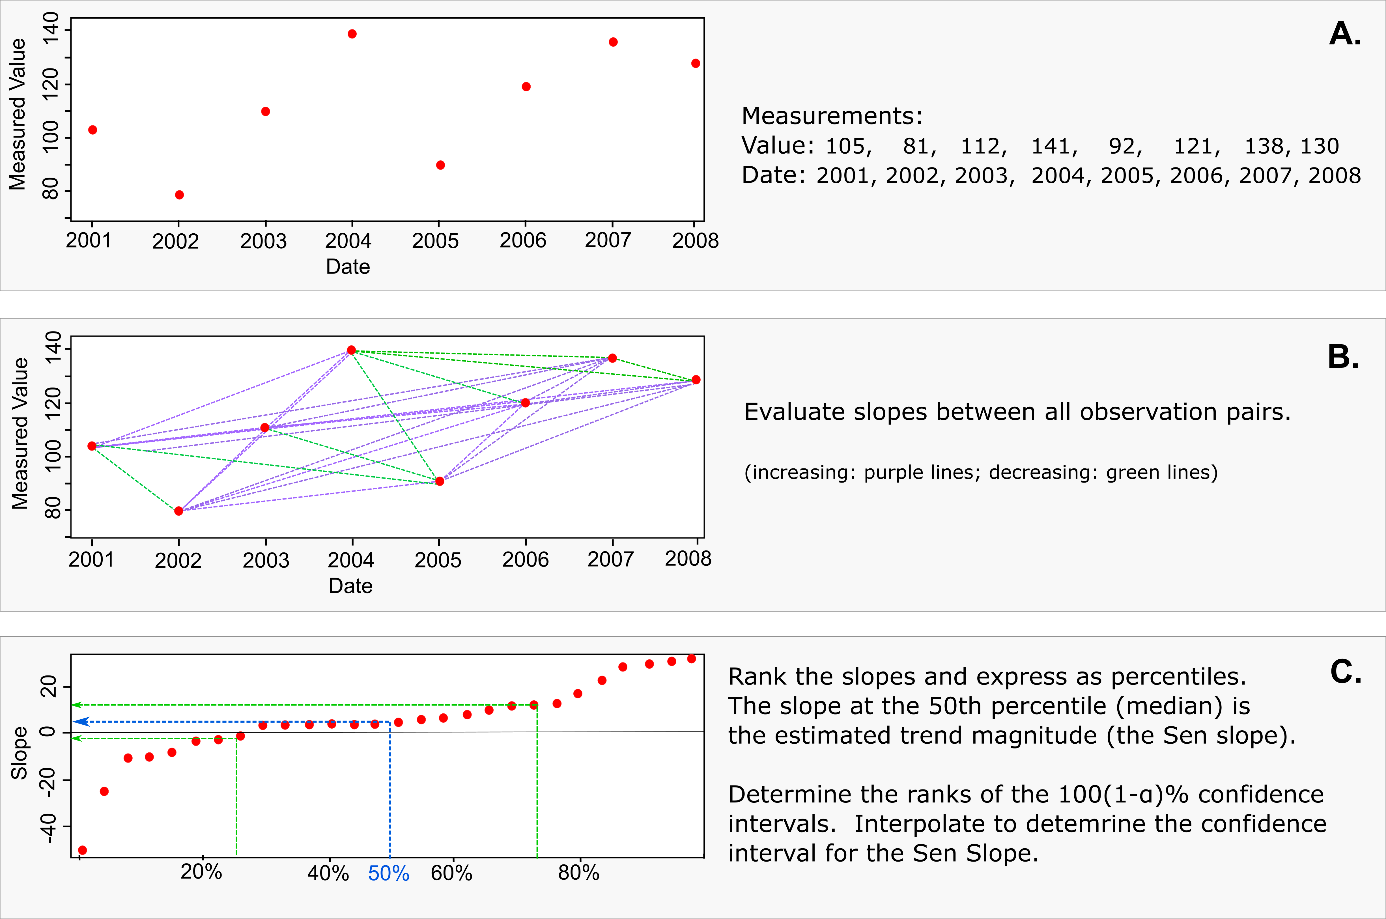 A.
140
120
100
80
Measured Value
2001 2002 2003 2004 2005 2006 2007 2008
Date
Measurements:
Value: 105, 81, 112, 141, 92, 121, 138, 130
Date: 2001, 2002, 2003, 2004, 2005, 2006, 2007, 2008
B.
140
120
100
80
Measured Value
2001 2002 2003 2004 2005 2006 2007 2008
Date
Evaluate slopes between all observation pairs.
(increasing: purple lines; decreasing: green lines)
C.
20
0
-20
-40
Slope
20% 40% 50% 60% 80%
Rank the slopes and express as percentiles.
The slope at the 50th percentile (median) is
the estimated trend magnitude (the Sen slope).
Determine the ranks of the 100(1-α)% confidence
intervals. Interpolate to detemrine the confidence
interval for the Sen Slope.